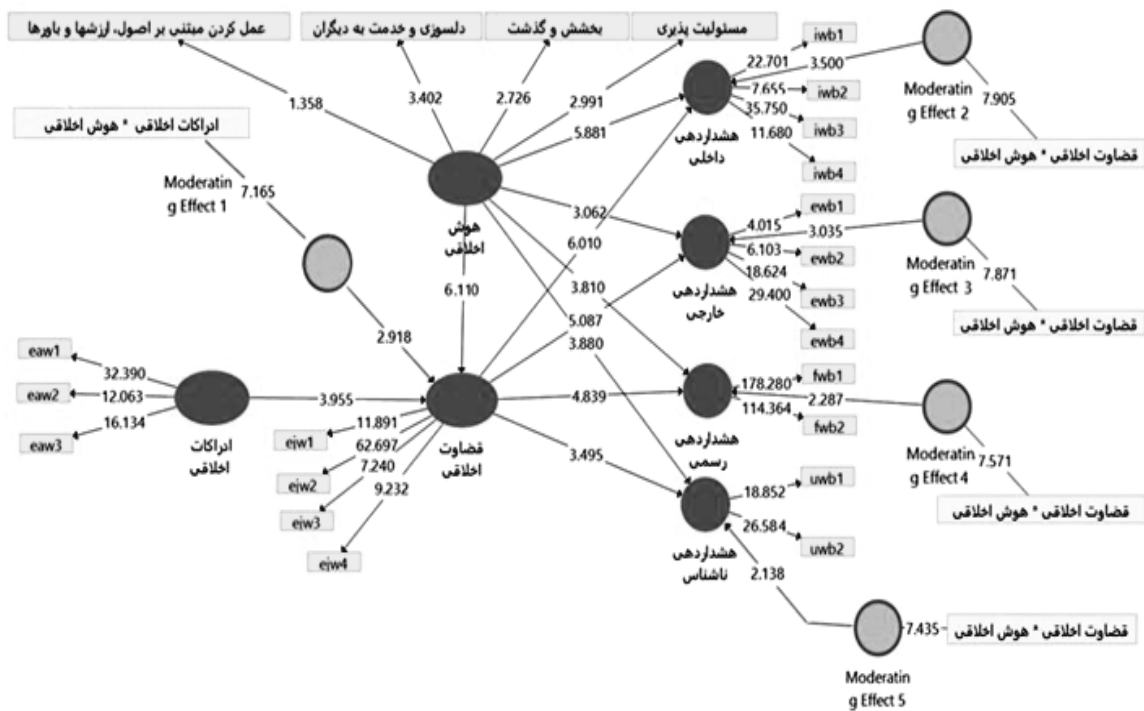 عمل کردن مبتنی بر اصول، ارزشها و باورها
دلسوزی و خدمت به دیگران
بخشش و گذشت
مسئولیت پذیری
1.358
3.402
2.726
2.991
5.881
ادراکات اخلاقی * هوش اخلاقی
7.165
Moderatin
g Effect 1
2.918
هوش
اخلاقی
6.110
3.062
6.010
3.810
5.087
3.880
eaw1
eaw2
eaw3
32.390
12.063
16.134
ادراکات
اخلاقی
3.955
قضاوت
اخلاقی
4.839
3.495
11.891
62.697
7.240
9.232
ejw1
ejw2
ejw3
ejw4
هشداردهی
داخلی
22.701
7.655
35.750
11.680
iwb1
iwb2
iwb3
iwb4
3.500
Moderatin
g Effect 2
7.905
قضاوت اخلاقی * هوش اخلاقی
هشداردهی
خارجی
4.015
6.103
18.624
29.400
ewb1
ewb2
ewb3
ewb4
3.035
Moderatin
g Effect 3
7.871
قضاوت اخلاقی * هوش اخلاقی
هشداردهی
رسمی
178.280
114.364
fwb1
fwb2
2.287
Moderatin
g Effect 4
7.571
قضاوت اخلاقی * هوش اخلاقی
هشداردهی
ناشناس
18.852
26.584
uwb1
uwb2
2.138
7.435
قضاوت اخلاقی * هوش اخلاقی
Moderatin
g Effect 5